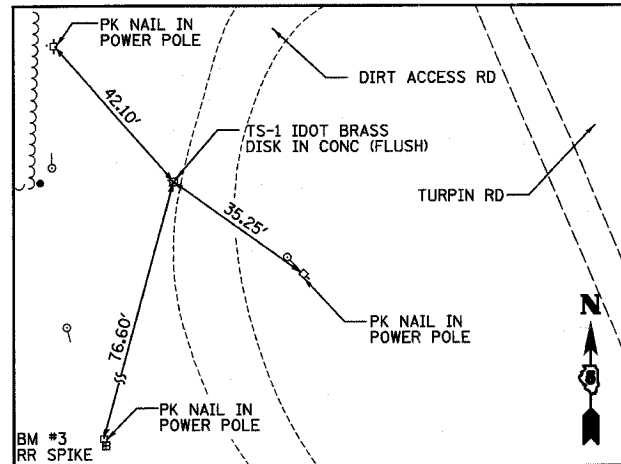 PK NAIL IN
POWER POLE
DIRT ACCESS RD
42.10'
TS-1 IDOT BRASS
DISK IN CONC (FLUSH)
TURPIN RD
35.25'
N
PK NAIL IN
POWER POLE
76.60'
5
PK NAIL IN
POWER POLE
BM #3
RR SPIKE